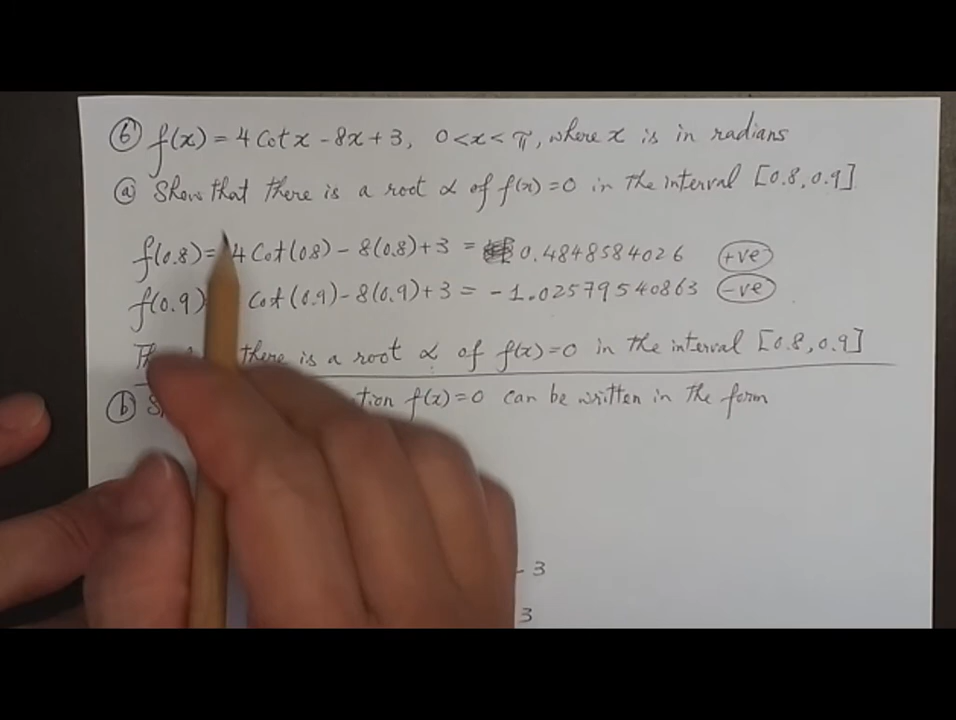 ⑥ f(x) = 4 Cot x - 8x + 3, 0 < x < π, where x is in radians
ⓐ Show that there is a root α of f(x) = 0 in the interval [0.8, 0.9]
f(0.8) = 4 Cot (0.8) - 8(0.8) + 3 = 0.4848584026 +ve
f(0.9) Cot (0.9) - 8(0.9) + 3 = -1.02579540863 -ve
there is a root α of f(x) = 0 in the interval [0.8, 0.9]
ⓑ f(x) = 0 can be written in the form
- 3
3